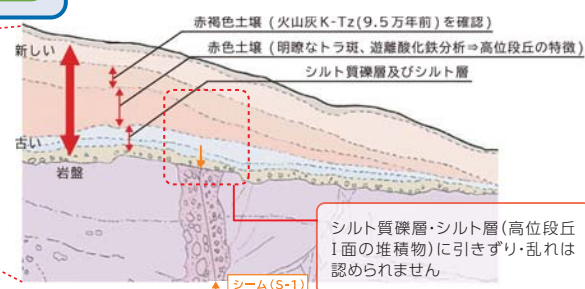 赤褐色土壌 (火山灰K-Tz(9.5万年前)を確認)
新しい
赤色土壌 (明瞭なトラ斑、遊離酸化鉄分析⇒高位段丘の特徴)
シルト質礫層及びシルト層
古い
岩盤
シルト質礫層・シルト層(高位段丘
Ⅰ面の堆積物)に引きずり・乱れは
認められません
▲ シーム(S-1)